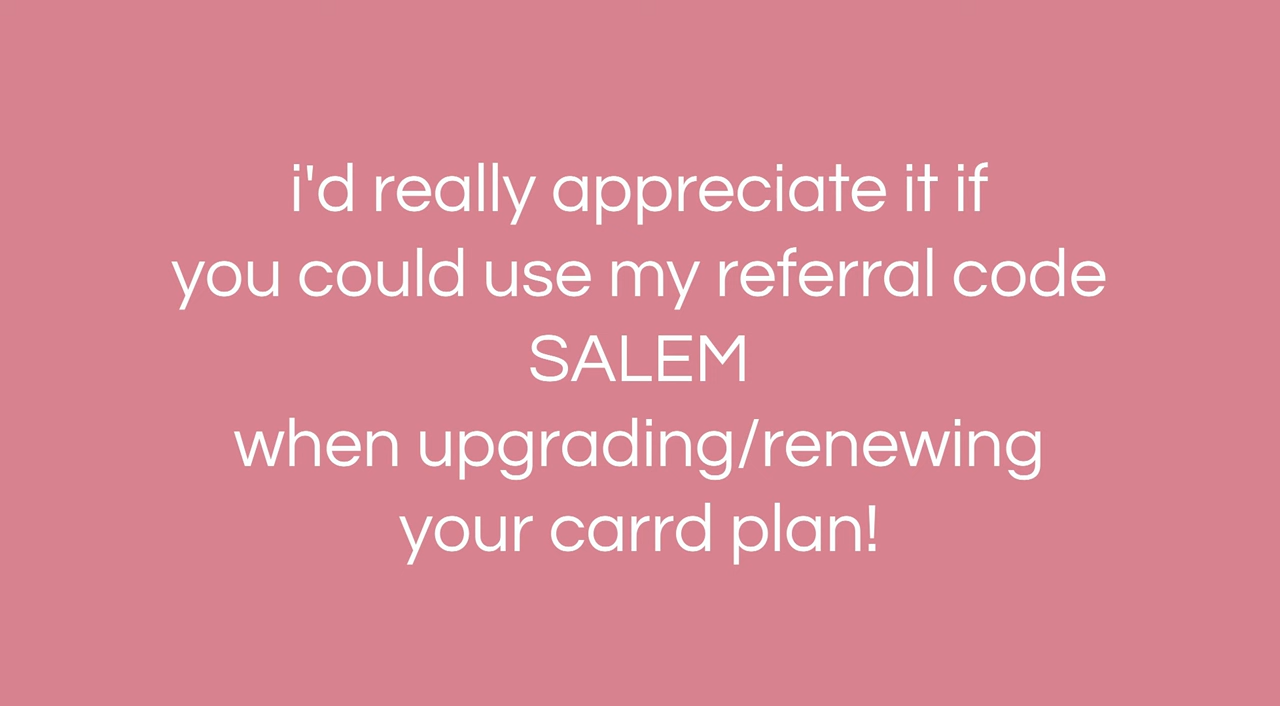 i'd really appreciate it if
you could use my referral code
SALEM
when upgrading/renewing
your carrd plan!